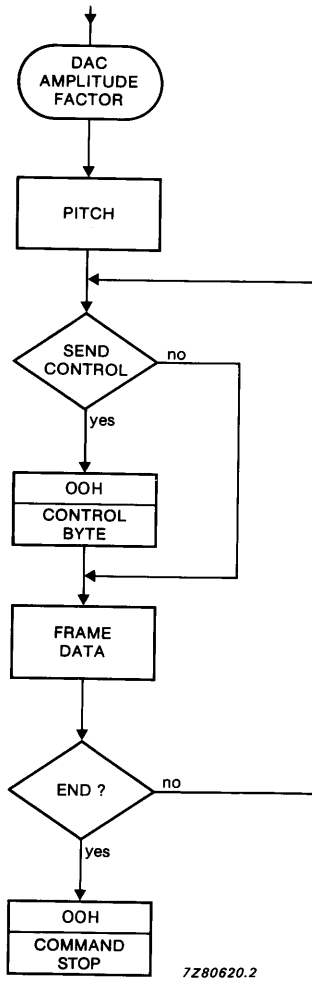 DAC
AMPLITUDE
FACTOR
PITCH
SEND
CONTROL
no
yes
OOH
CONTROL
BYTE
FRAME
DATA
END ?
no
yes
OOH
COMMAND
STOP
7Z80620.2